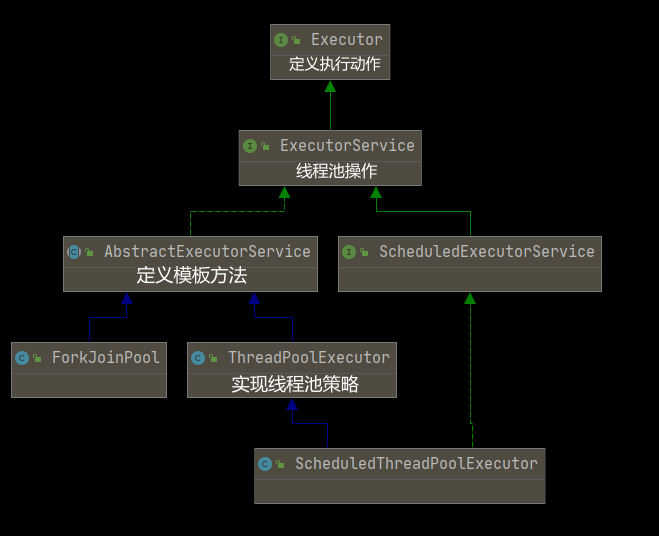 Executor
定义执行动作
ExecutorService
线程池操作
AbstractExecutorService
定义模板方法
ScheduledExecutorService
ForkJoinPool
ThreadPoolExecutor
实现线程池策略
ScheduledThreadPoolExecutor